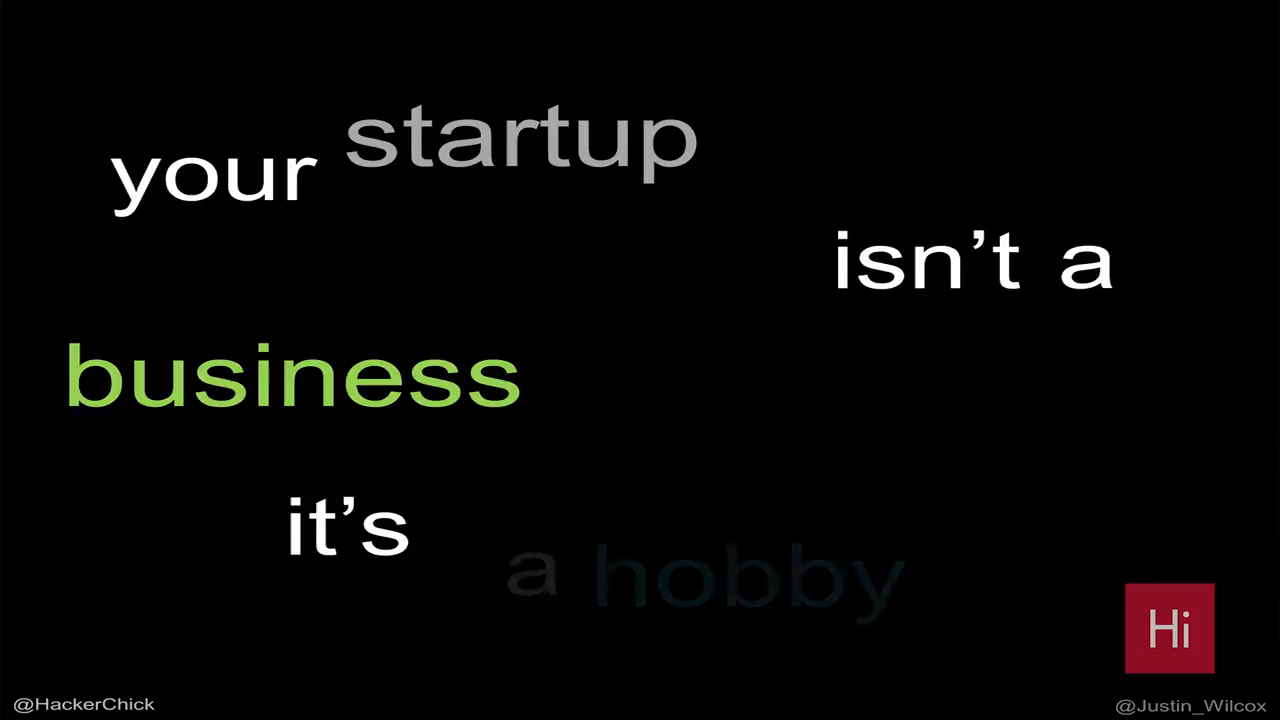 your startup
isn’t a
business
it’s
a hobby
Hi
@HackerChick
@Justin_Wilcox